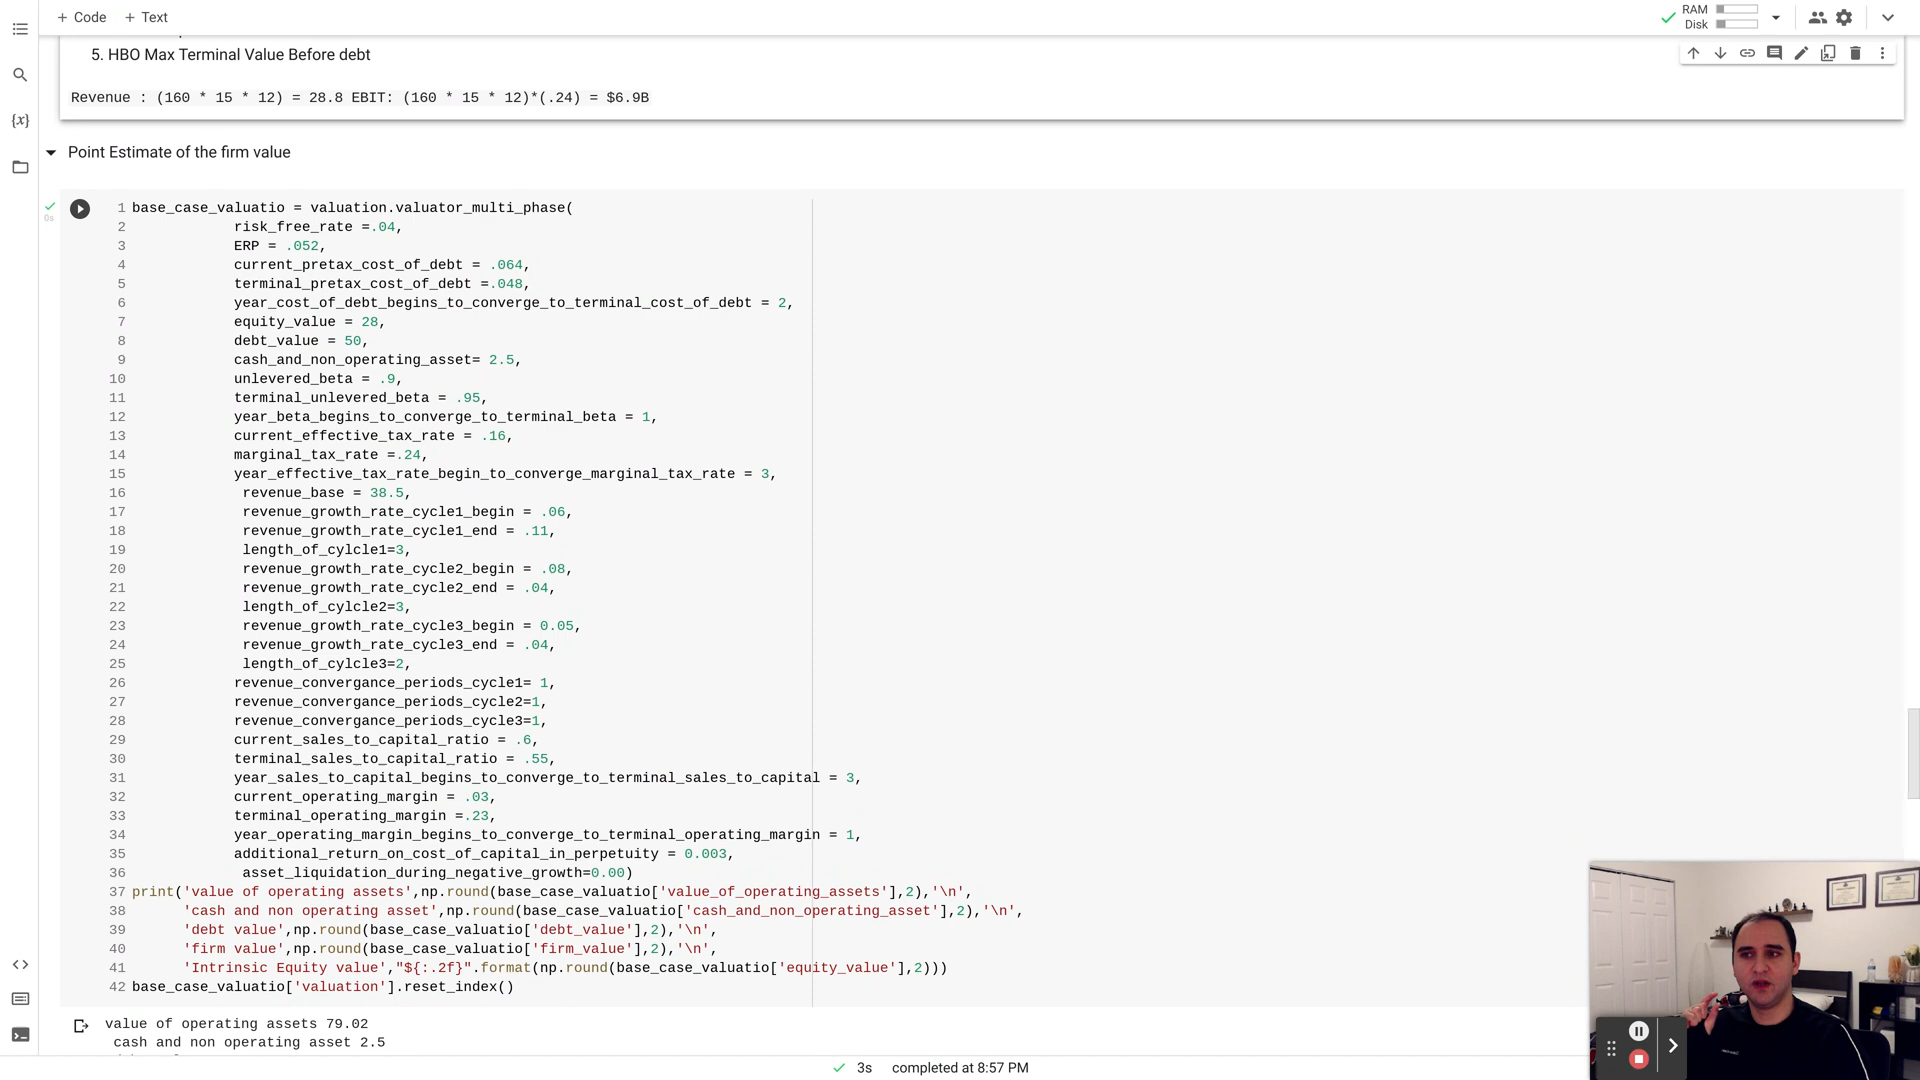 + Code + Text
RAM
Disk
5. HBO Max Terminal Value Before debt
Revenue : (160 * 15 * 12) = 28.8 EBIT: (160 * 15 * 12)*(.24) = $6.9B
{x}
Point Estimate of the firm value
0s
1 base_case_valuatio = valuation.valuator_multi_phase(
2 risk_free_rate =.04,
3 ERP = .052,
4 current_pretax_cost_of_debt = .064,
5 terminal_pretax_cost_of_debt =.048,
6 year_cost_of_debt_begins_to_converge_to_terminal_cost_of_debt = 2,
7 equity_value = 28,
8 debt_value = 50,
9 cash_and_non_operating_asset= 2.5,
10 unlevered_beta = .9,
11 terminal_unlevered_beta = .95,
12 year_beta_begins_to_converge_to_terminal_beta = 1,
13 current_effective_tax_rate = .16,
14 marginal_tax_rate =.24,
15 year_effective_tax_rate_begin_to_converge_marginal_tax_rate = 3,
16 revenue_base = 38.5,
17 revenue_growth_rate_cycle1_begin = .06,
18 revenue_growth_rate_cycle1_end = .11,
19 length_of_cylcle1=3,
20 revenue_growth_rate_cycle2_begin = .08,
21 revenue_growth_rate_cycle2_end = .04,
22 length_of_cylcle2=3,
23 revenue_growth_rate_cycle3_begin = 0.05,
24 revenue_growth_rate_cycle3_end = .04,
25 length_of_cylcle3=2,
26 revenue_convergance_periods_cycle1= 1,
27 revenue_convergance_periods_cycle2=1,
28 revenue_convergance_periods_cycle3=1,
29 current_sales_to_capital_ratio = .6,
30 terminal_sales_to_capital_ratio = .55,
31 year_sales_to_capital_begins_to_converge_to_terminal_sales_to_capital = 3,
32 current_operating_margin = .03,
33 terminal_operating_margin =.23,
34 year_operating_margin_begins_to_converge_to_terminal_operating_margin = 1,
35 additional_return_on_cost_of_capital_in_perpetuity = 0.003,
36 asset_liquidation_during_negative_growth=0.00)
37 print('value of operating assets',np.round(base_case_valuatio['value_of_operating_assets'],2),'\n',
38 'cash and non operating asset',np.round(base_case_valuatio['cash_and_non_operating_asset'],2),'\n',
39 'debt value',np.round(base_case_valuatio['debt_value'],2),'\n',
40 'firm value',np.round(base_case_valuatio['firm_value'],2),'\n',
41 'Intrinsic Equity value',"${:.2f}".format(np.round(base_case_valuatio['equity_value'],2)))
42 base_case_valuatio['valuation'].reset_index()
value of operating assets 79.02
cash and non operating asset 2.5
3s completed at 8:57 PM